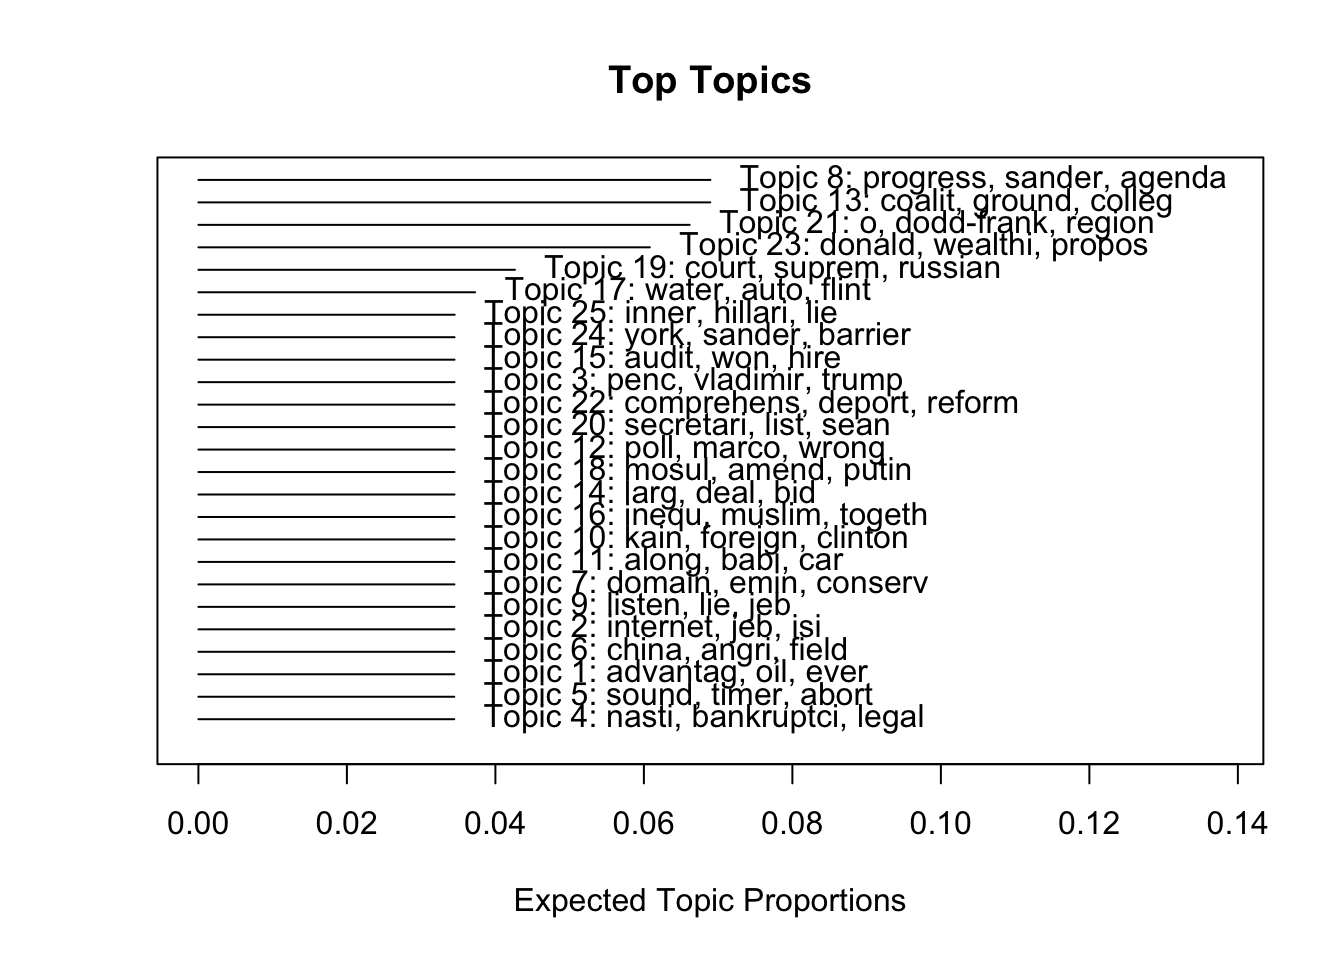 Top Topics
Topic 8: progress, sander, agenda
Topic 13: coalit, ground, colleg
Topic 21: o, dodd-frank, region
Topic 23: donald, wealthi, propos
Topic 19: court, suprem, russian
Topic 17: water, auto, flint
Topic 25: inner, hillari, lie
Topic 24: york, sander, barrier
Topic 15: audit, won, hire
Topic 3: penc, vladimir, trump
Topic 22: comprehens, deport, reform
Topic 20: secretari, list, sean
Topic 12: poll, marco, wrong
Topic 18: mosul, amend, putin
Topic 14: larg, deal, bid
Topic 16: inequ, muslim, togeth
Topic 10: kain, foreign, clinton
Topic 11: along, babi, car
Topic 7: domain, emin, conserv
Topic 9: listen, lie, jeb
Topic 2: internet, jeb, isi
Topic 6: china, angri, field
Topic 1: advantag, oil, ever
Topic 5: sound, timer, abort
Topic 4: nasti, bankruptci, legal
0.00 0.02 0.04 0.06 0.08 0.10 0.12 0.14
Expected Topic Proportions